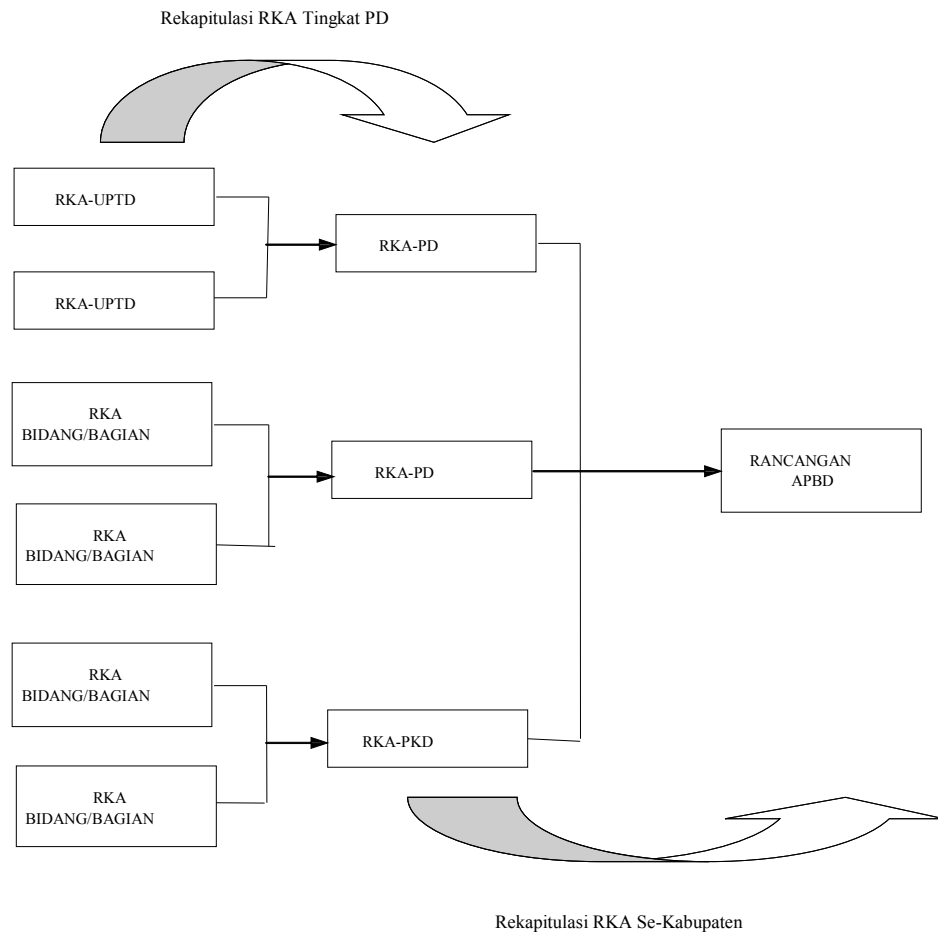 Rekapitulasi RKA Tingkat PD
RKA-UPTD
RKA-PD
RKA-UPTD
RKA
BIDANG/BAGIAN
RKA-PD
RANCANGAN
APBD
RKA
BIDANG/BAGIAN
RKA
BIDANG/BAGIAN
RKA-PKD
RKA
BIDANG/BAGIAN
Rekapitulasi RKA Se-Kabupaten